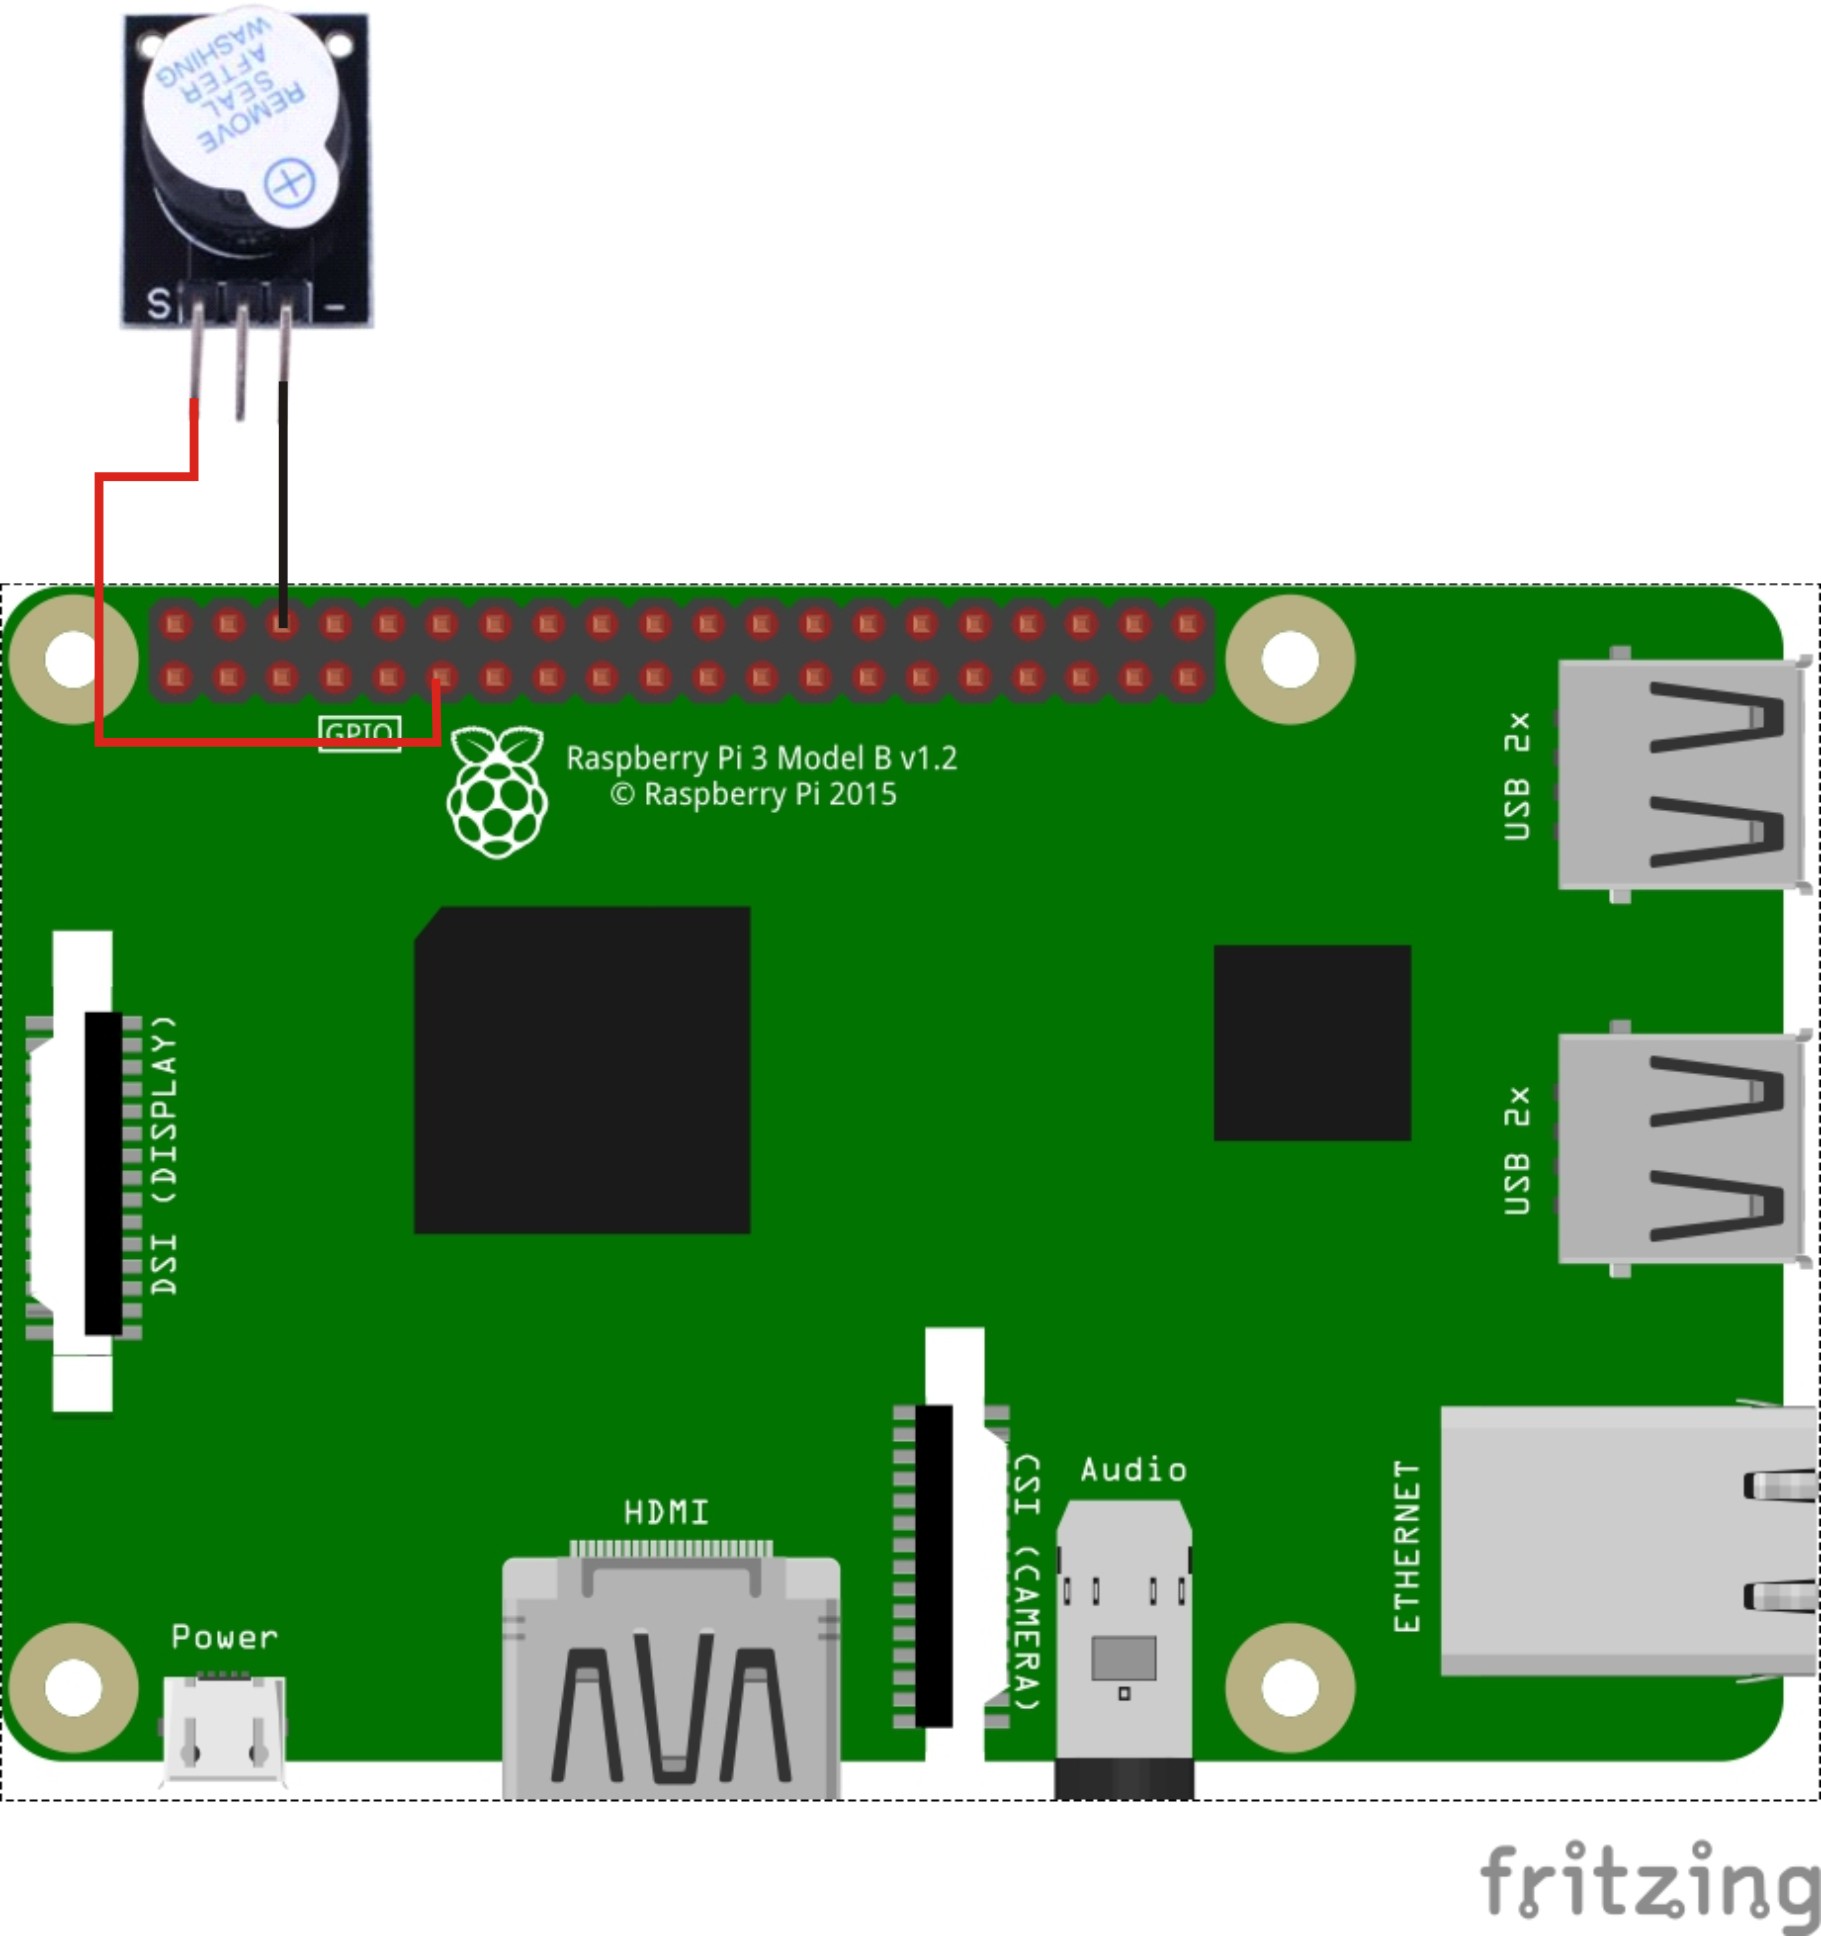 REMOVE
SEAL
AFTER
WASHING
S
-
GPIO
Raspberry Pi 3 Model B v1.2
© Raspberry Pi 2015
USB 2x
USB 2x
DSI (DISPLAY)
HDMI
CSI (CAMERA)
Audio
ETHERNET
Power
fritzing